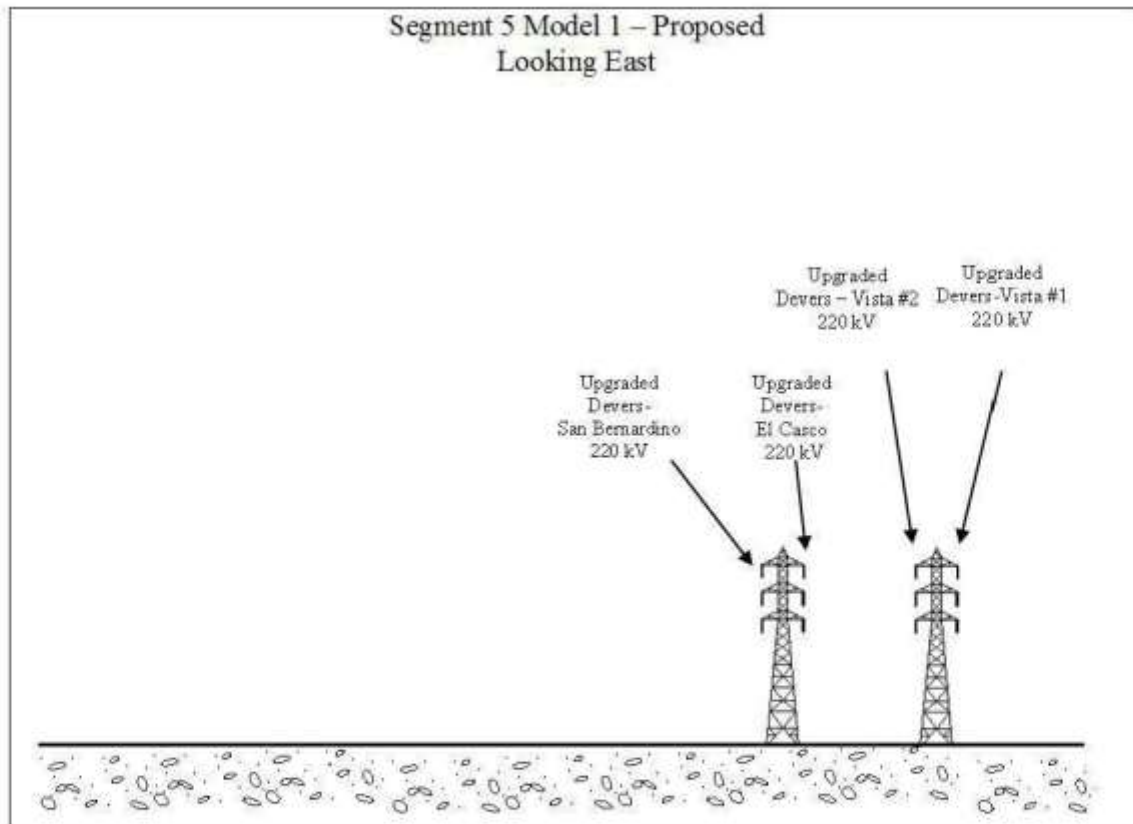 Segment 5 Model 1 – Proposed
Looking East
Upgraded
Devers – Vista #2
220 kV
Upgraded
Devers-Vista #1
220 kV
Upgraded
Devers-
San Bernardino
220 kV
Upgraded
Devers-
El Casco
220 kV